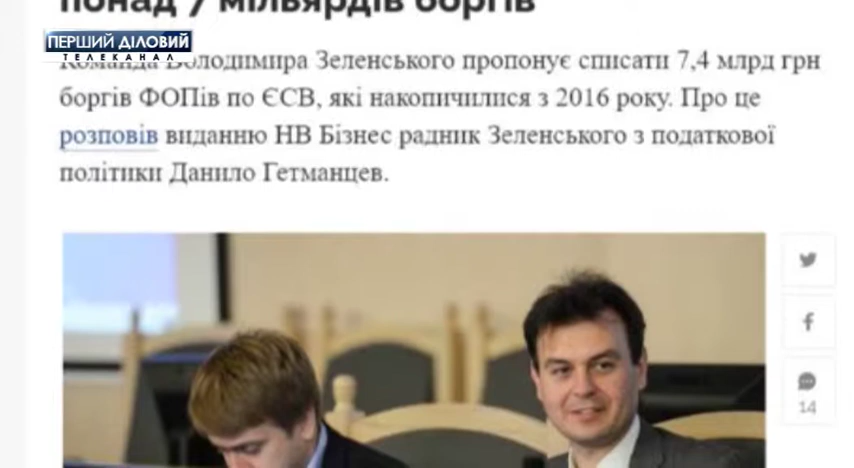 понад 7 мільярдів боргів
ПЕРШИЙ ДІЛОВИЙ
ТЕЛЕКАНАЛ
Команда Володимира Зеленського пропонує списати 7,4 млрд грн
боргів ФОПів по ЄСВ, які накопичилися з 2016 року. Про це
розповів виданню НВ Бізнес радник Зеленського з податкової
політики Данило Гетманцев.
14